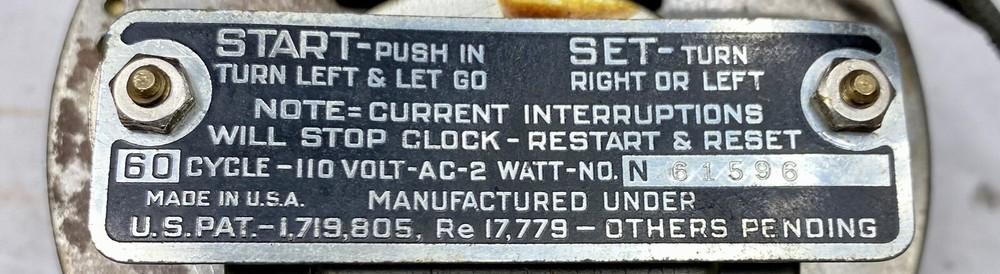 START-PUSH IN SET-TURN
TURN LEFT & LET GO RIGHT OR LEFT
NOTE=CURRENT INTERRUPTIONS
WILL STOP CLOCK-RESTART & RESET
60 CYCLE-110 VOLT-AC-2 WATT-NO. N 61596
MADE IN U.S.A. MANUFACTURED UNDER
U.S. PAT.-1,719,805, Re 17,779-OTHERS PENDING